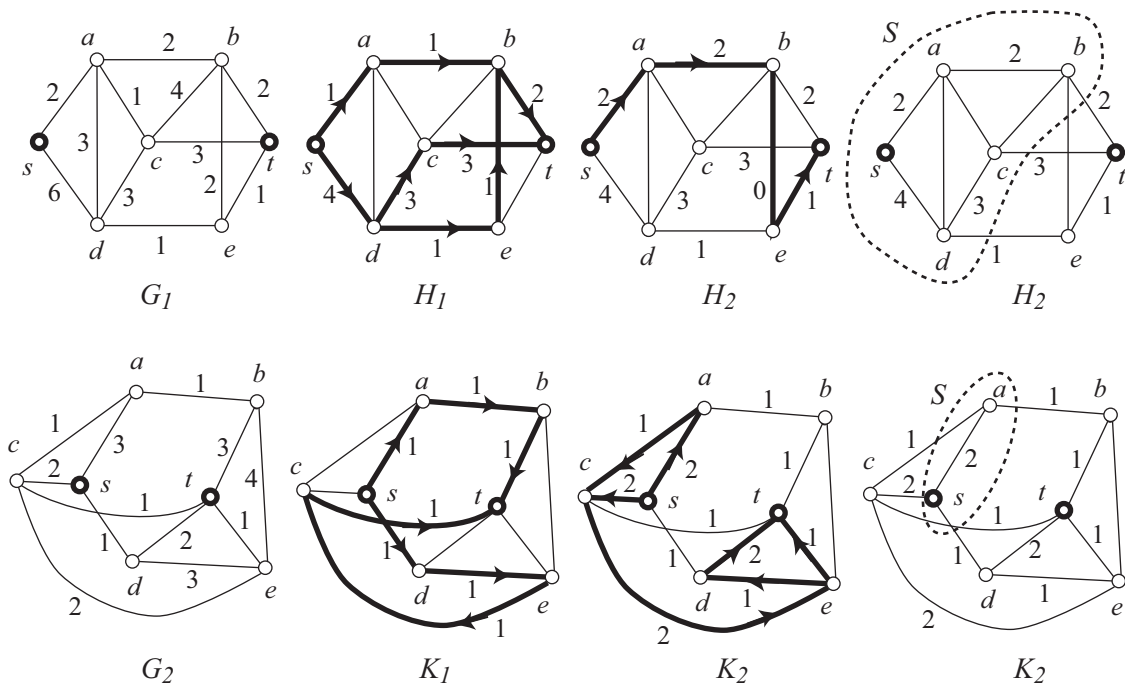 a 2 b
2 1 4 2
3
s c 3 t
6 3 2 1
d 1 e
G1
a 1 b
1 2
s c 3 t
4 3 1
d 1 e
H1
a 2 b
2 2
s c 3 t
4 3 0 1
d 1 e
H2
S
a 2 b
2 2
s c 3 t
4 3 1
d 1 e
H2
a 1 b
1 3 3
c 4
2 s t
1 1
1 2
d 3 e
2
G2
a 1 b
1 1
c
s t
1
1
d 1 e
1
K1
a 1 b
1 2 1
c
2 s t
1 1
1 2
d 1 e
2
K2
S a 1 b
1 2 1
c
2 s t
1 1
1 2
d 1 e
2
K2